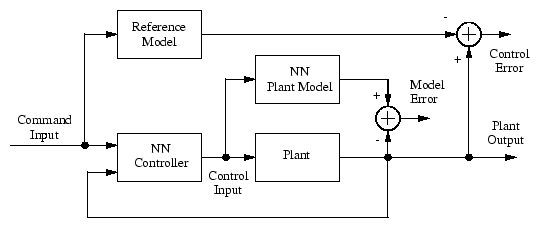 Reference
Model
-
+
Control
Error
NN
Plant Model
Model
Error
+
-
Command
Input
NN
Controller
Control
Input
Plant
Plant
Output